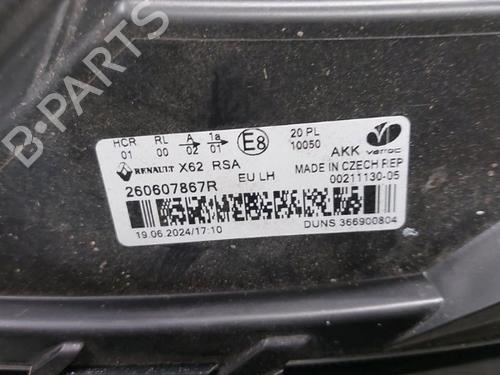 HCR RL A 1a E8 20 PL
01 00 02 01 10050 AKK varroc
RENAULT X62 RSA MADE IN CZECH REP
EU LH 00211130-05
260607867R
19.06.2024/17:10 DUNS 366900804
B-PARTS